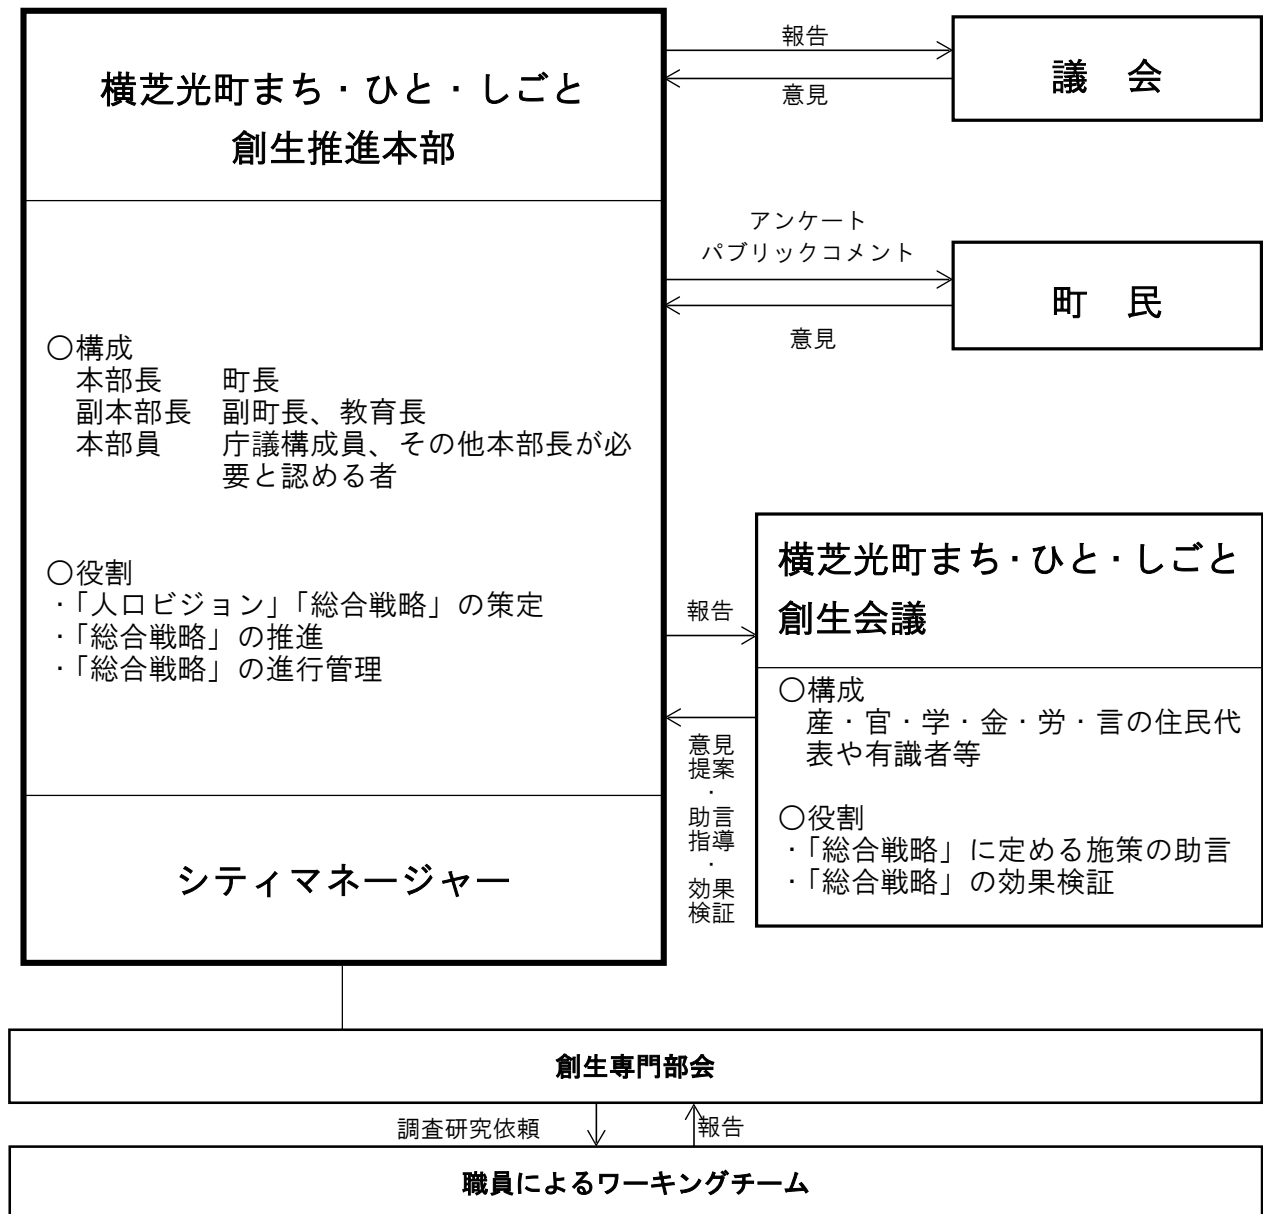 横芝光町まち・ひと・しごと
創生推進本部
○構成
本部長　町長
副本部長　副町長、教育長
本部員　庁議構成員、その他本部長が必
要と認める者
○役割
・「人口ビジョン」「総合戦略」の策定
・「総合戦略」の推進
・「総合戦略」の進行管理
シティマネージャー
報告
意見
議　会
アンケート
パブリックコメント
意見
町　民
報告
意見
提案
・
助言
指導
・
効果
検証
横芝光町まち・ひと・しごと
創生会議
○構成
産・官・学・金・労・言の住民代
表や有識者等
○役割
・「総合戦略」に定める施策の助言
・「総合戦略」の効果検証
創生専門部会
調査研究依頼
報告
職員によるワーキングチーム